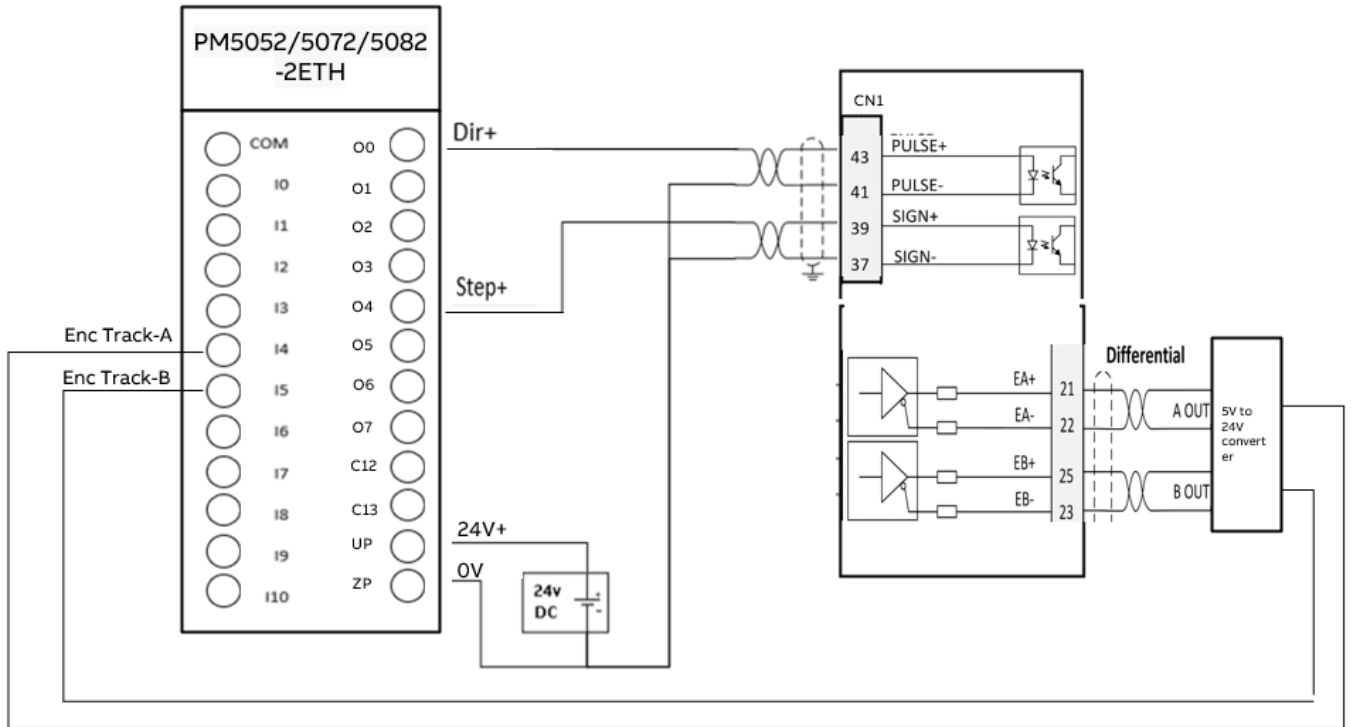 PM5052/5072/5082
-2ETH
COM
I0
I1
I2
I3
I4
I5
I6
I7
I8
I9
I10
O0
O1
O2
O3
O4
O5
O6
O7
C12
C13
UP
ZP
Enc Track-A
Enc Track-B
Dir+
Step+
24V+
0V
24v
DC
+
-
CN1
43
PULSE+
41
PULSE-
39
SIGN+
37
SIGN-
EA+
21
EA-
22
EB+
25
EB-
23
Differential
A OUT
B OUT
5V to
24V
convert
er